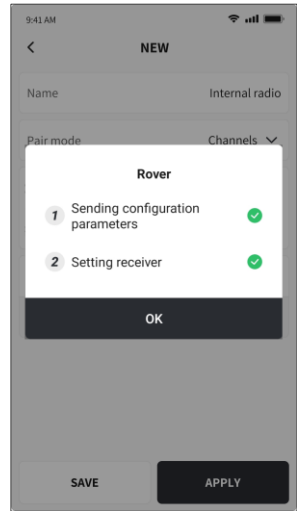 9:41 AM
NEW
Name Internal radio
Pair mode Channels
Rover
1 Sending configuration
parameters
2 Setting receiver
OK
SAVE APPLY